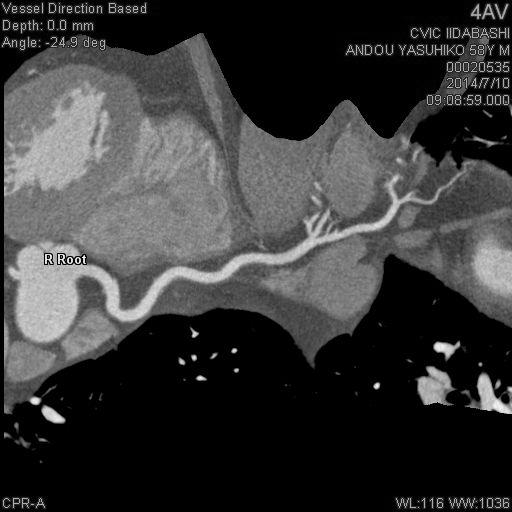 Vessel Direction Based
Depth: 0.0 mm
Angle: -24.9 deg
4AV
CVIC IIDABASHI
ANDOU YASUHIKO 58Y M
00020535
2014/7/10
09:08:59.000
R Root
CPR-A
WL:116 WW:1036